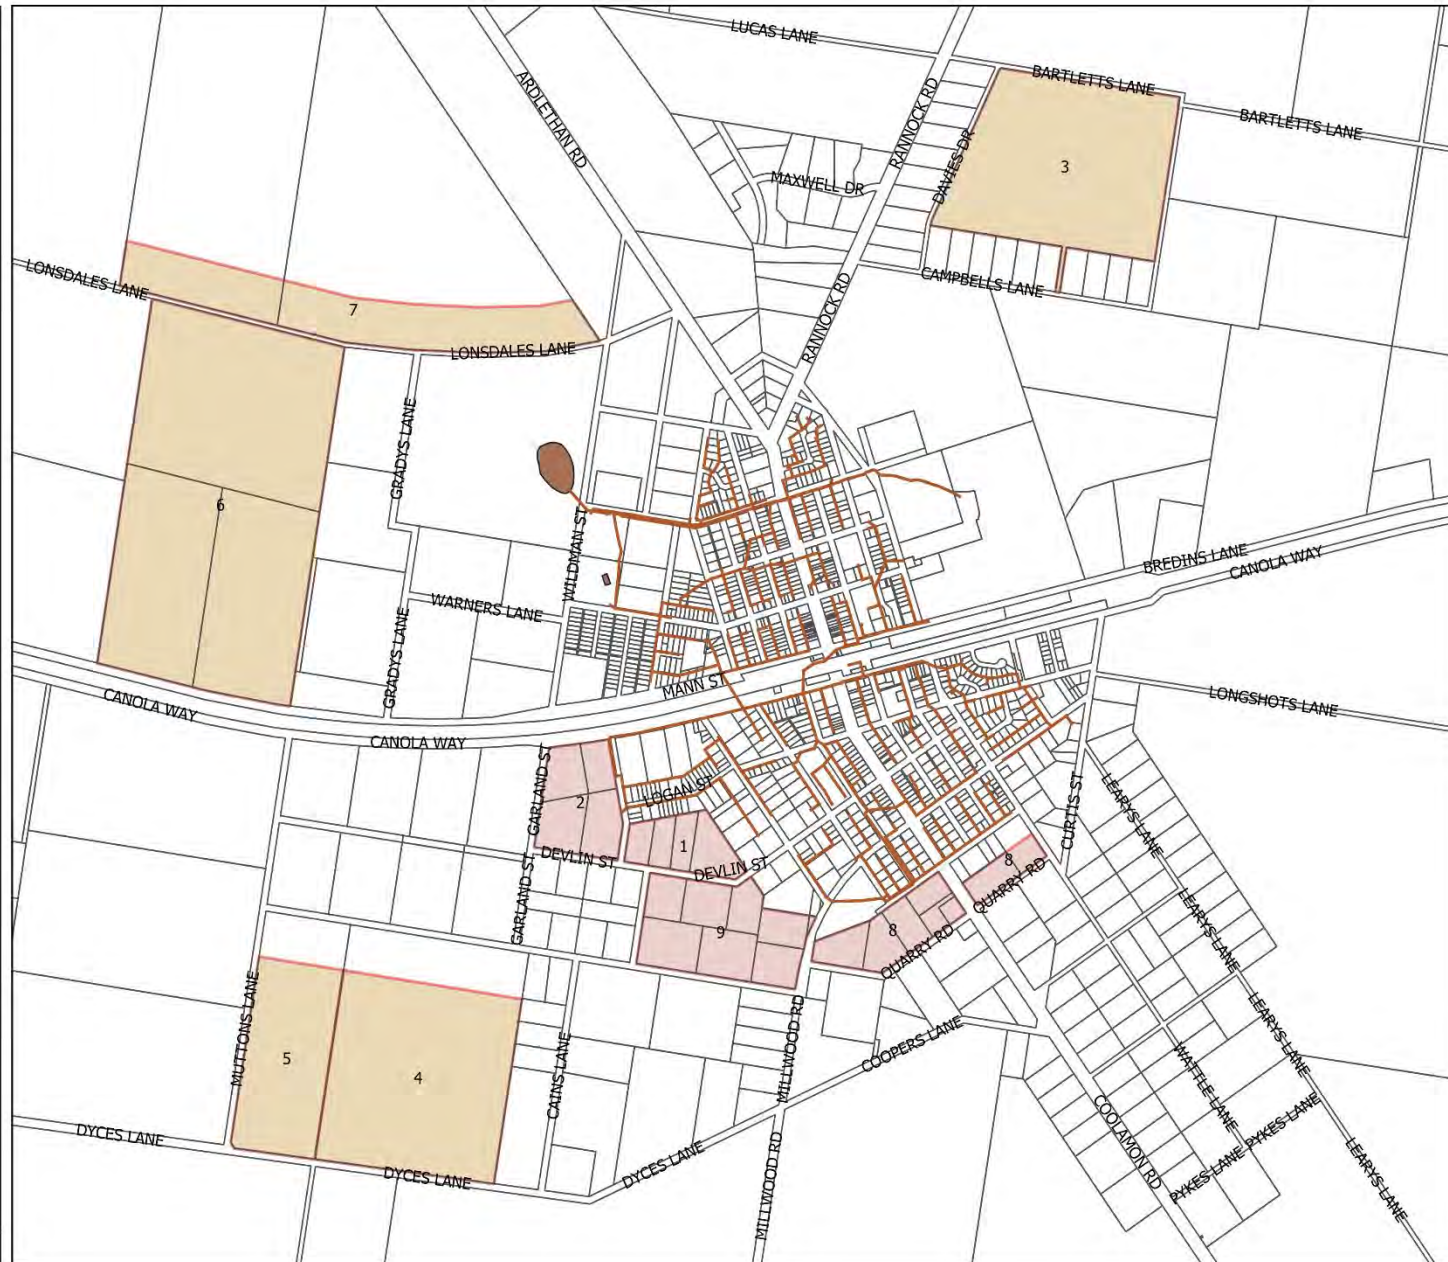 LUCAS LANE
BARTLETTS LANE
BARTLETTS LANE
ARDLETHAN RD
RANNOCK RD
DAVIES DR
3
MAXWELL DR
CAMPBELLS LANE
LONSDALES LANE
7
RANNOCK RD
LONSDALES LANE
GRADYS LANE
6
WILDMAN ST
BREDINS LANE
CANOLA WAY
WARNERS LANE
GRADYS LANE
MANN ST
CANOLA WAY
LONGSHOTS LANE
CANOLA WAY
GARLAND ST
2
LOGAN ST
CURTIS ST
LEARYS LANE
1
DEVLIN ST
DEVLIN ST
8
QUARRY RD
GARLAND ST
9
8
QUARRY RD
LEARYS LANE
MUTTONS LANE
5
4
CAINS LANE
MILLWOOD RD
COOPERS LANE
LEARYS LANE
WATTLE LANE
DYCES LANE
COOLAMON RD
PYKES LANE
PYKES LANE
DYCES LANE
DYCES LANE
MILLWOOD RD
LEARYS LANE